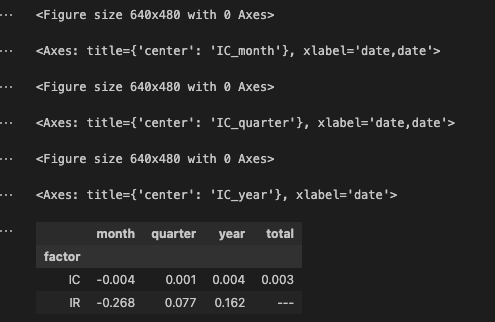 ... <Figure size 640x480 with 0 Axes>
... <Axes: title={'center': 'IC_month'}, xlabel='date,date'>
... <Figure size 640x480 with 0 Axes>
... <Axes: title={'center': 'IC_quarter'}, xlabel='date,date'>
... <Figure size 640x480 with 0 Axes>
... <Axes: title={'center': 'IC_year'}, xlabel='date'>
...
month quarter year total
factor
IC -0.004 0.001 0.004 0.003
IR -0.268 0.077 0.162 ---